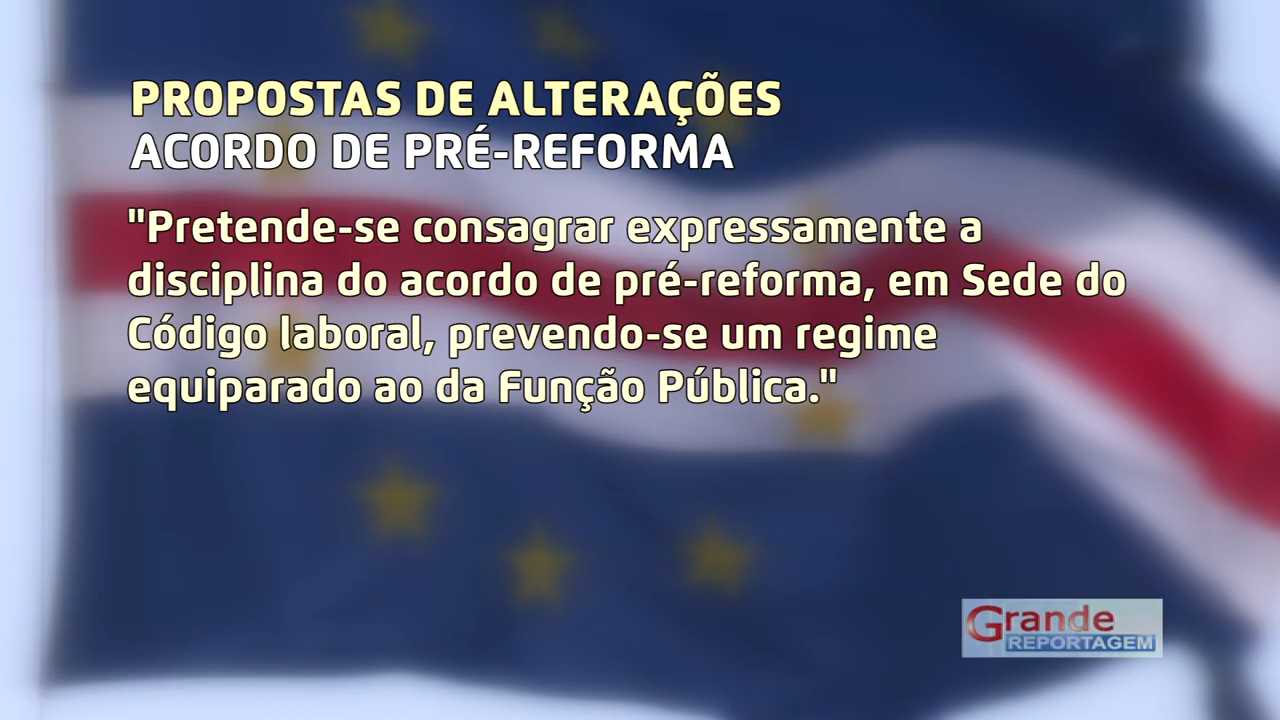 PROPOSTAS DE ALTERAÇÕES
ACORDO DE PRÉ-REFORMA
"Pretende-se consagrar expressamente a
disciplina do acordo de pré-reforma, em Sede do
Código laboral, prevendo-se um regime
equiparado ao da Função Pública."
Grande
REPORTAGEM